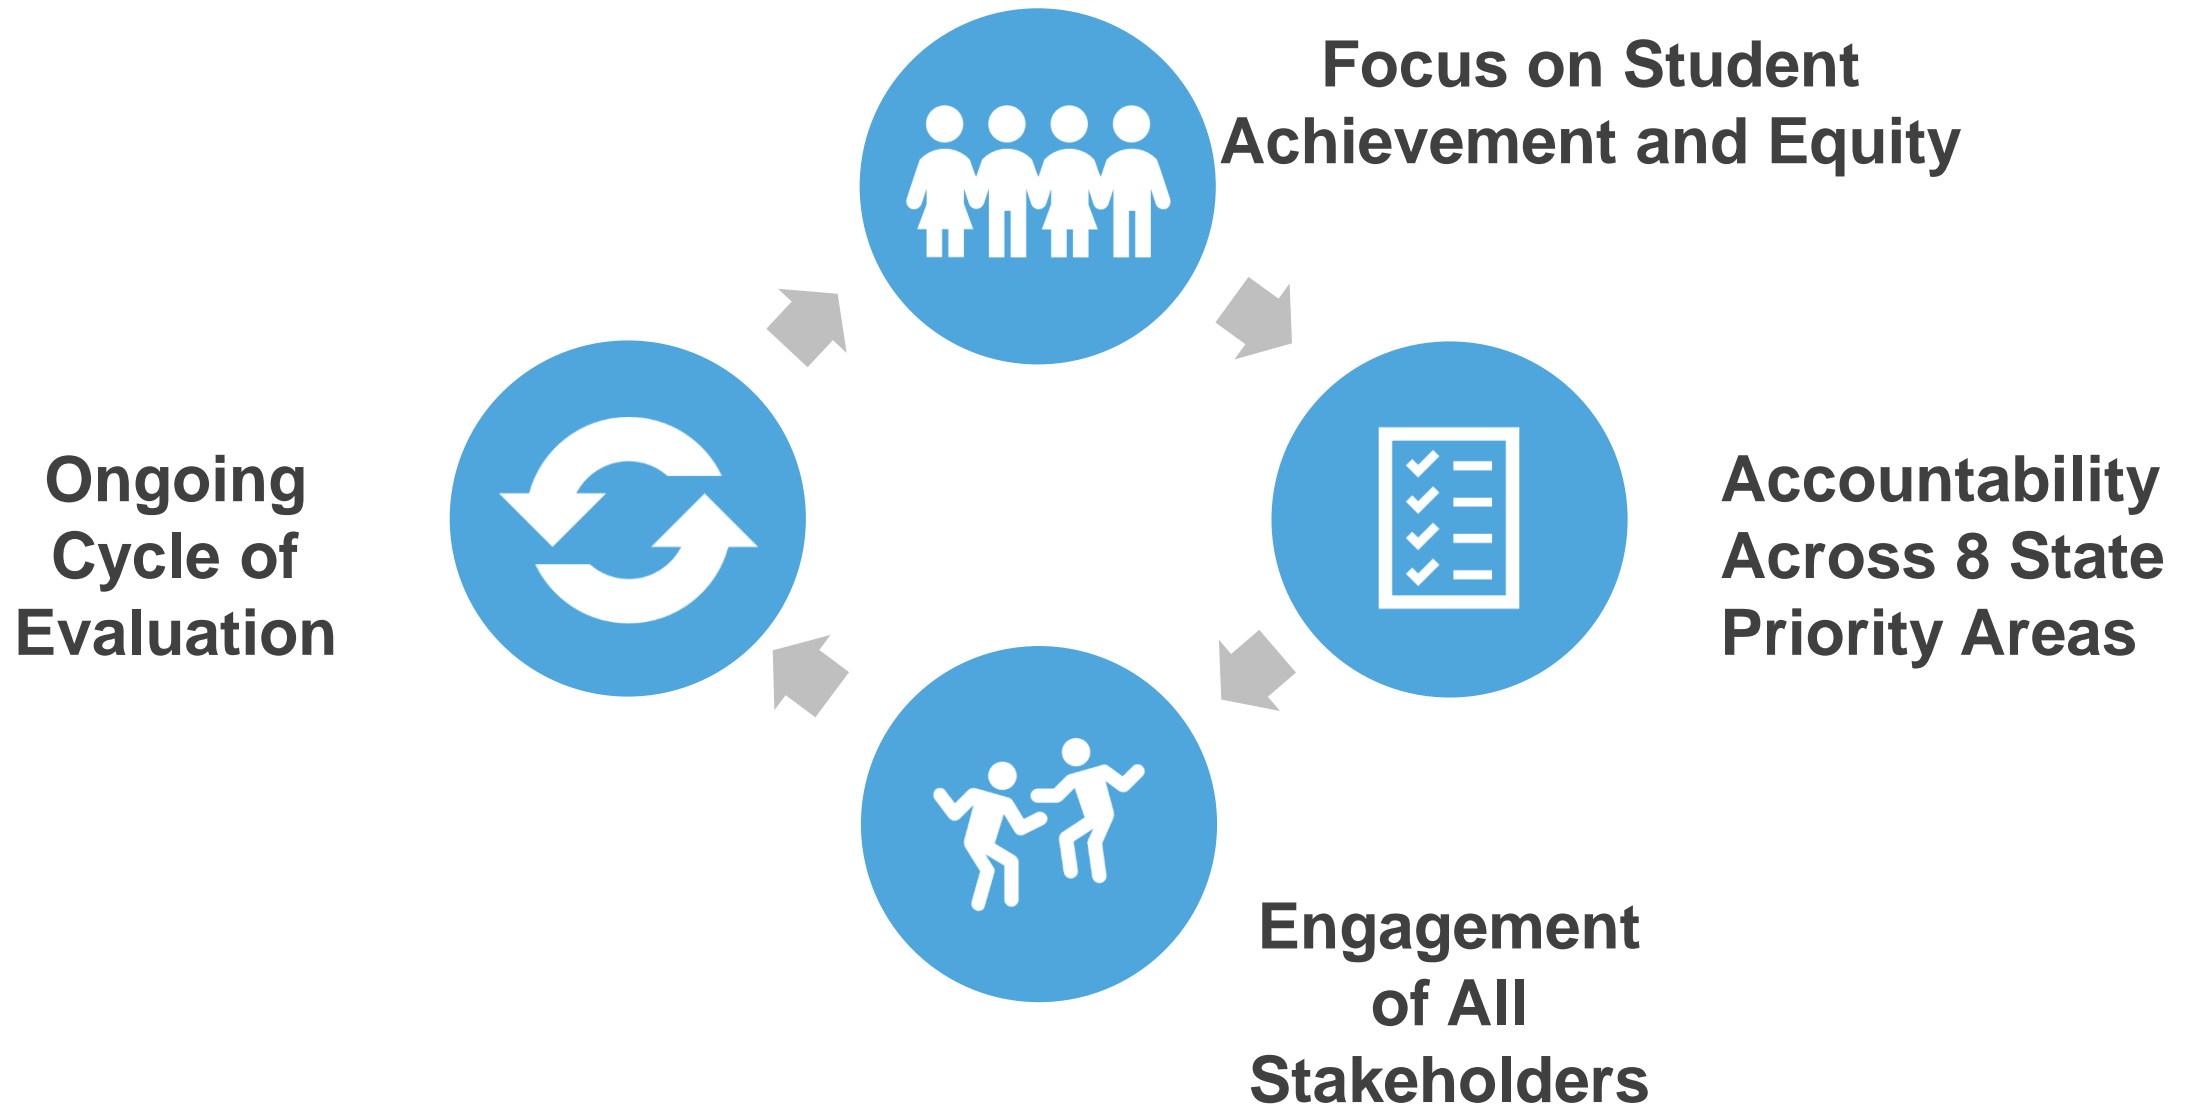 Focus on Student
Achievement and Equity
Accountability
Across 8 State
Priority Areas
Engagement
of All
Stakeholders
Ongoing
Cycle of
Evaluation